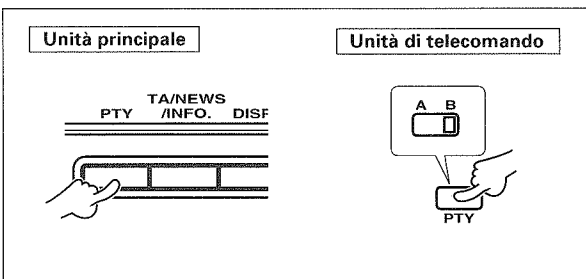 Unità principale
Unità di telecomando
TA/NEWS
PTY /INFO. DISP
A B
PTY